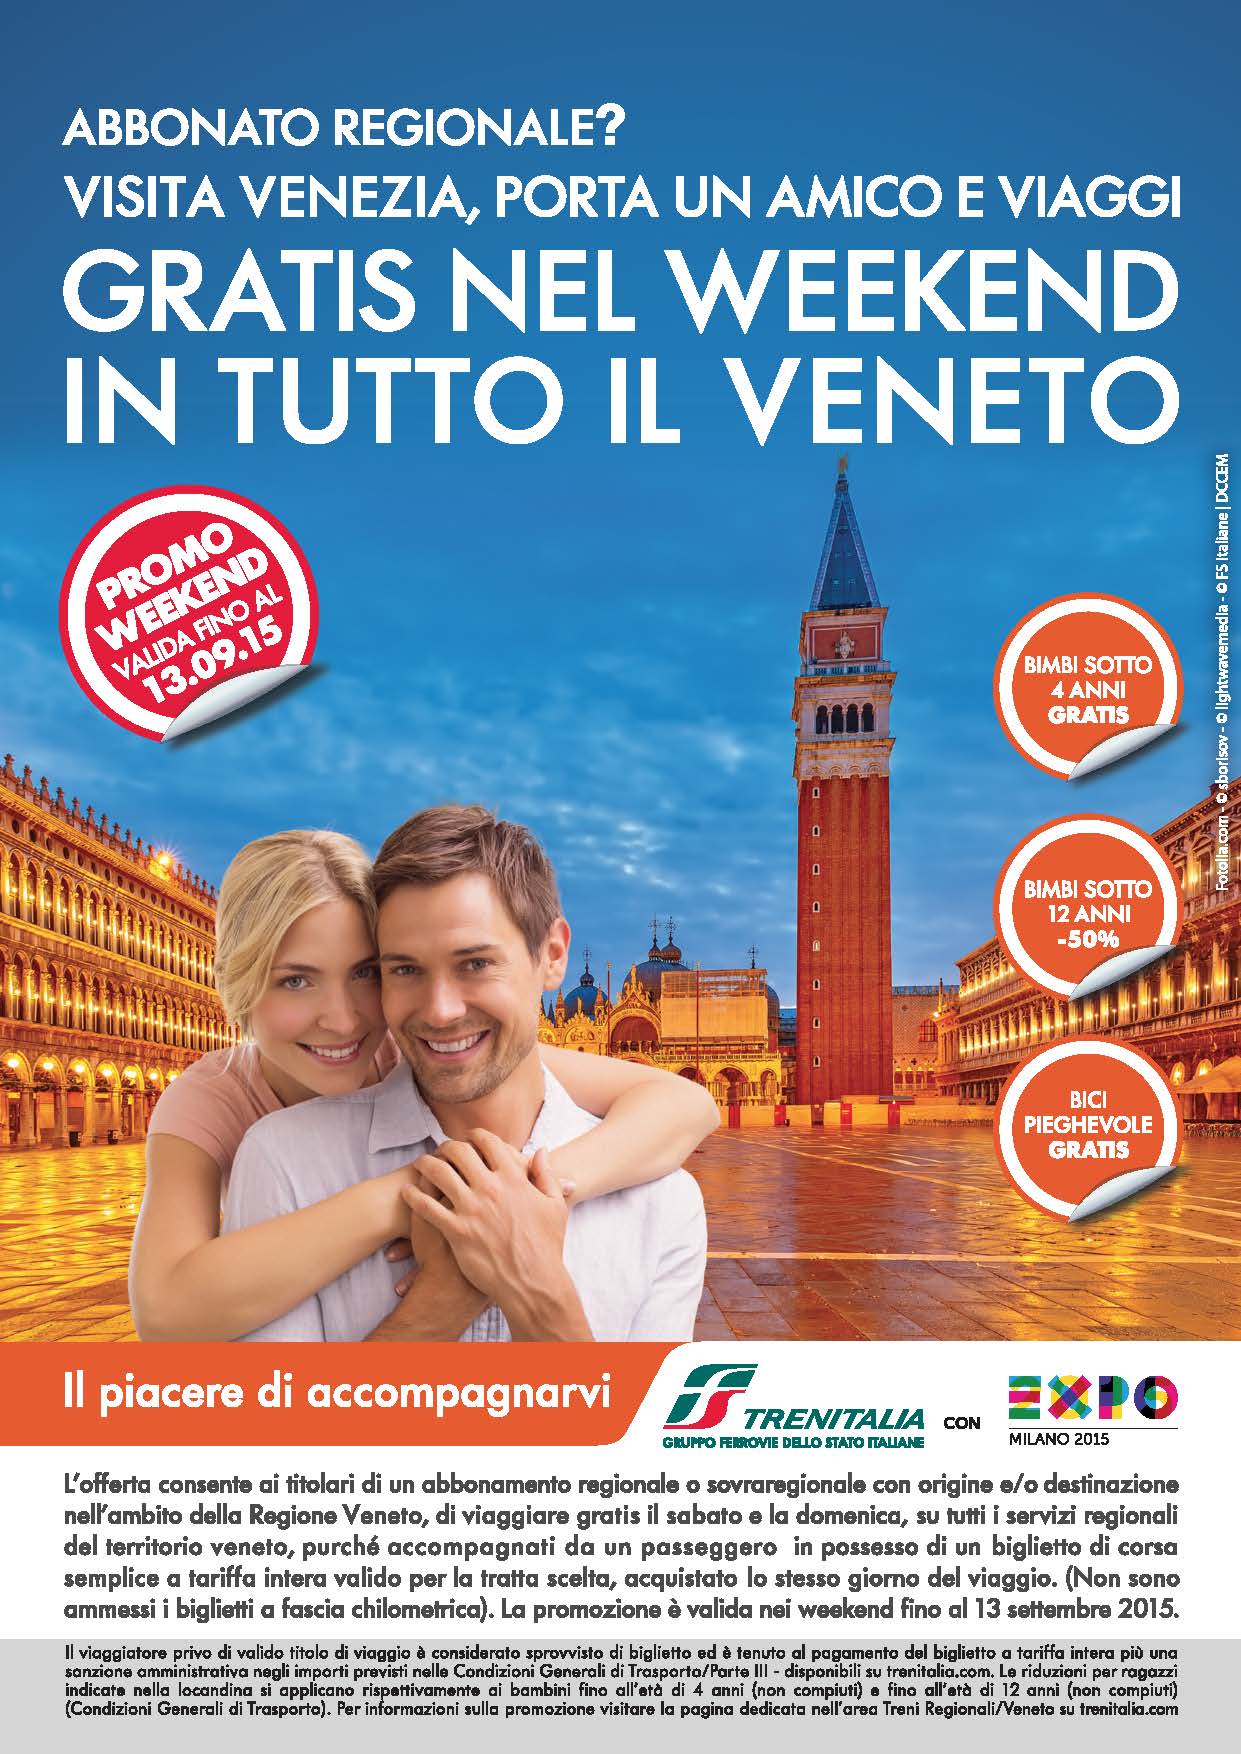 ABBONATO REGIONALE?
VISITA VENEZIA, PORTA UN AMICO E VIAGGI
GRATIS NEL WEEKEND
IN TUTTO IL VENETO
PROMO
WEEKEND
VALIDA FINO AL
13.09.15
BIMBI SOTTO
4 ANNI
GRATIS
BIMBI SOTTO
12 ANNI
-50%
BICI
PIEGHEVOLE
GRATIS
Fotolia.com - © sborisov - © lightwavemedia - © FS Italiane | DCCEM
Il piacere di accompagnarvi
TRENITALIA
GRUPPO FERROVIE DELLO STATO ITALIANE
CON
EXPO
MILANO 2015
L'offerta consente ai titolari di un abbonamento regionale o sovraregionale con origine e/o destinazione
nell'ambito della Regione Veneto, di viaggiare gratis il sabato e la domenica, su tutti i servizi regionali
del territorio veneto, purché accompagnati da un passeggero in possesso di un biglietto di corsa
semplice a tariffa intera valido per la tratta scelta, acquistato lo stesso giorno del viaggio. (Non sono
ammessi i biglietti a fascia chilometrica). La promozione è valida nei weekend fino al 13 settembre 2015.
Il viaggiatore privo di valido titolo di viaggio è considerato sprovvisto di biglietto ed è tenuto al pagamento del biglietto a tariffa intera più una
sanzione amministrativa negli importi previsti nelle Condizioni Generali di Trasporto/Parte III - disponibili su trenitalia.com. Le riduzioni per ragazzi
indicate nella locandina si applicano rispettivamente ai bambini fino all'età di 4 anni (non compiuti) e fino all'età di 12 anni (non compiuti)
(Condizioni Generali di Trasporto). Per informazioni sulla promozione visitare la pagina dedicata nell'area Treni Regionali/Veneto su trenitalia.com